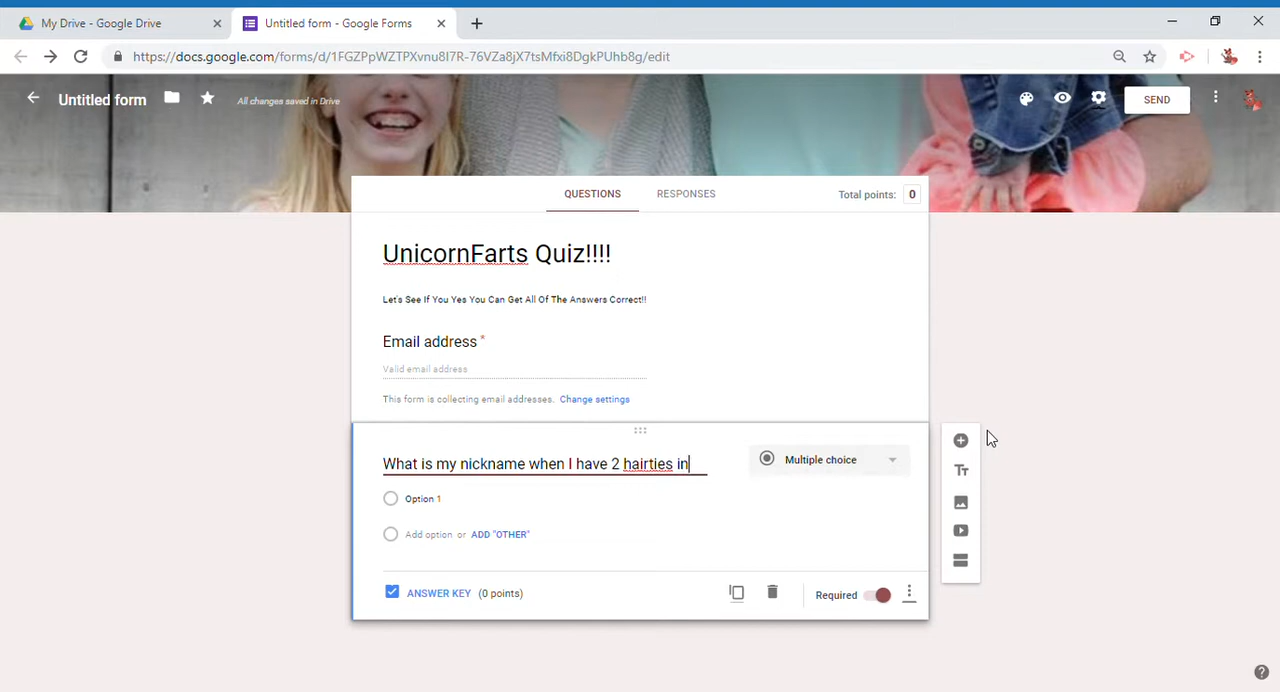 My Drive - Google Drive
Untitled form - Google Forms
https://docs.google.com/forms/d/1FGZPpWZTPXvnu8I7R-76VZa8jX7tsMfxi8DgkPUhb8g/edit
Untitled form
All changes saved in Drive
SEND
QUESTIONS
RESPONSES
Total points: 0
UnicornFarts Quiz!!!!
Let's See If You Yes You Can Get All Of The Answers Correct!!
Email address *
Valid email address
This form is collecting email addresses. Change settings
What is my nickname when I have 2 hairties in
Multiple choice
Option 1
Add option or ADD "OTHER"
ANSWER KEY (0 points)
Required